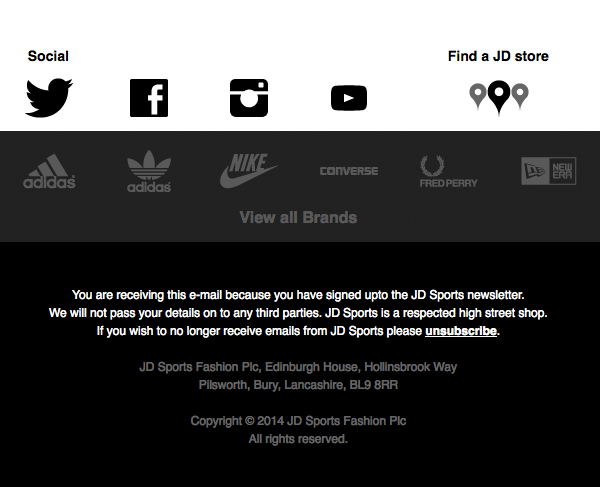 Social
Find a JD store
adidas
adidas
NIKE
CONVERSE
FRED PERRY
NEW ERA
View all Brands
You are receiving this e-mail because you have signed upto the JD Sports newsletter.
We will not pass your details on to any third parties. JD Sports is a respected high street shop.
If you wish to no longer receive emails from JD Sports please unsubscribe.
JD Sports Fashion Plc, Edinburgh House, Hollinsbrook Way
Pilsworth, Bury, Lancashire, BL9 8RR
Copyright © 2014 JD Sports Fashion Plc
All rights reserved.